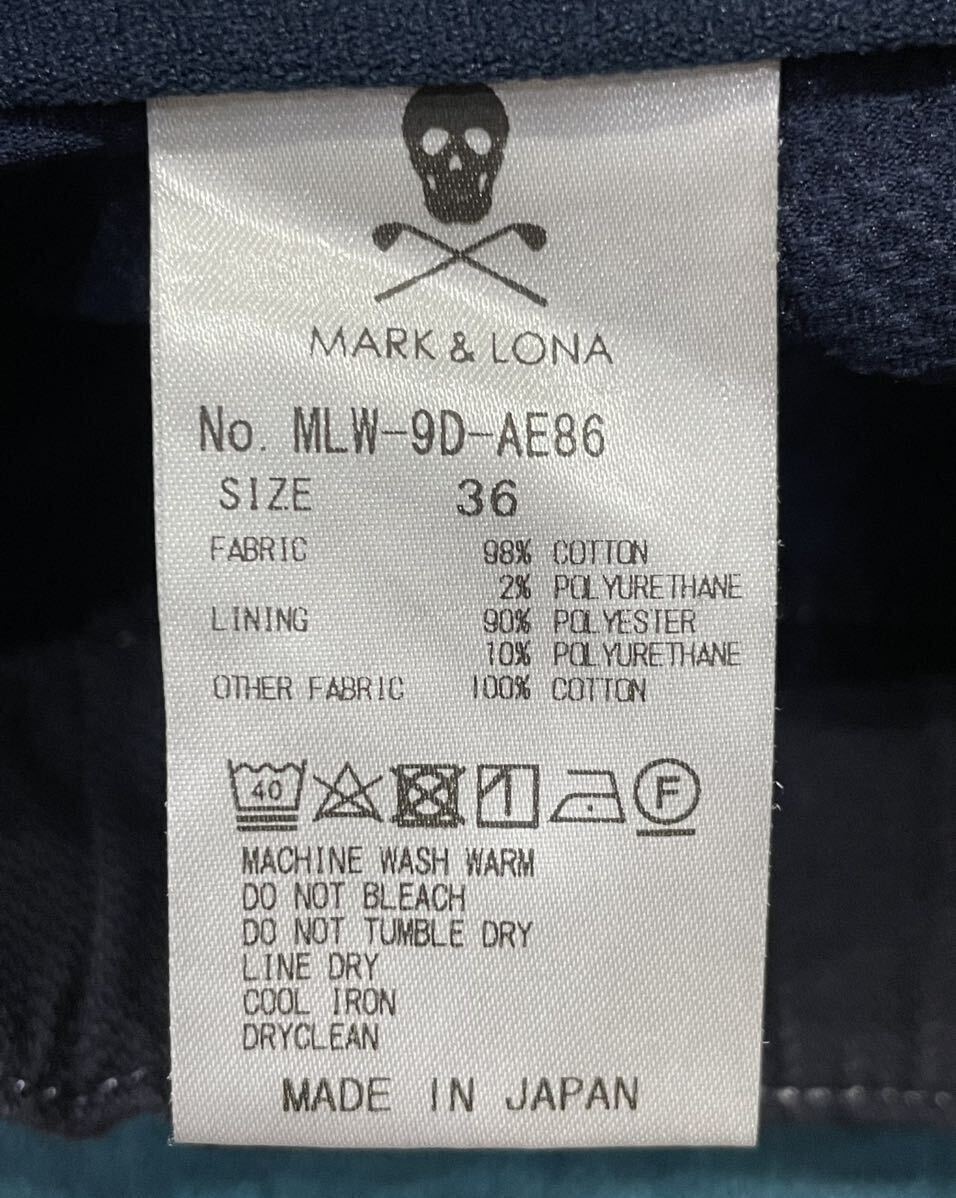 MARK & LONA
No. MLW-9D-AE86
SIZE 36
FABRIC 98% COTTON
2% POLYURETHANE
LINING 90% POLYESTER
10% POLYURETHANE
OTHER FABRIC 100% COTTON
40 F
MACHINE WASH WARM
DO NOT BLEACH
DO NOT TUMBLE DRY
LINE DRY
COOL IRON
DRYCLEAN
MADE IN JAPAN